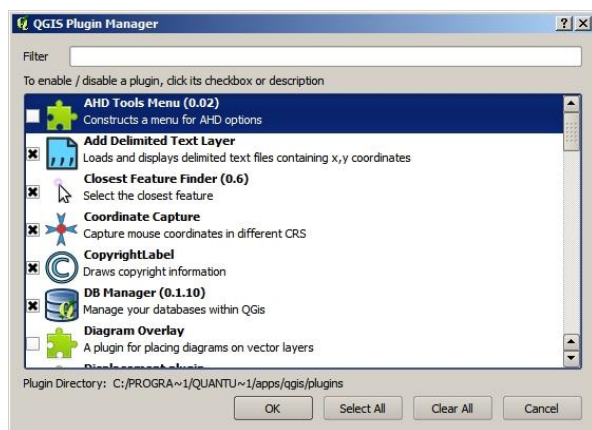 QGIS Plugin Manager
Filter
To enable / disable a plugin, click its checkbox or description
AHD Tools Menu (0.02)
Constructs a menu for AHD options
Add Delimited Text Layer
Loads and displays delimited text files containing x,y coordinates
Closest Feature Finder (0.6)
Select the closest feature
Coordinate Capture
Capture mouse coordinates in different CRS
CopyrightLabel
Draws copyright information
DB Manager (0.1.10)
Manage your databases within QGis
Diagram Overlay
A plugin for placing diagrams on vector layers
Plugin Directory: C:/PROGRA~1/QUANTU~1/apps/qgis/plugins
OK Select All Clear All Cancel